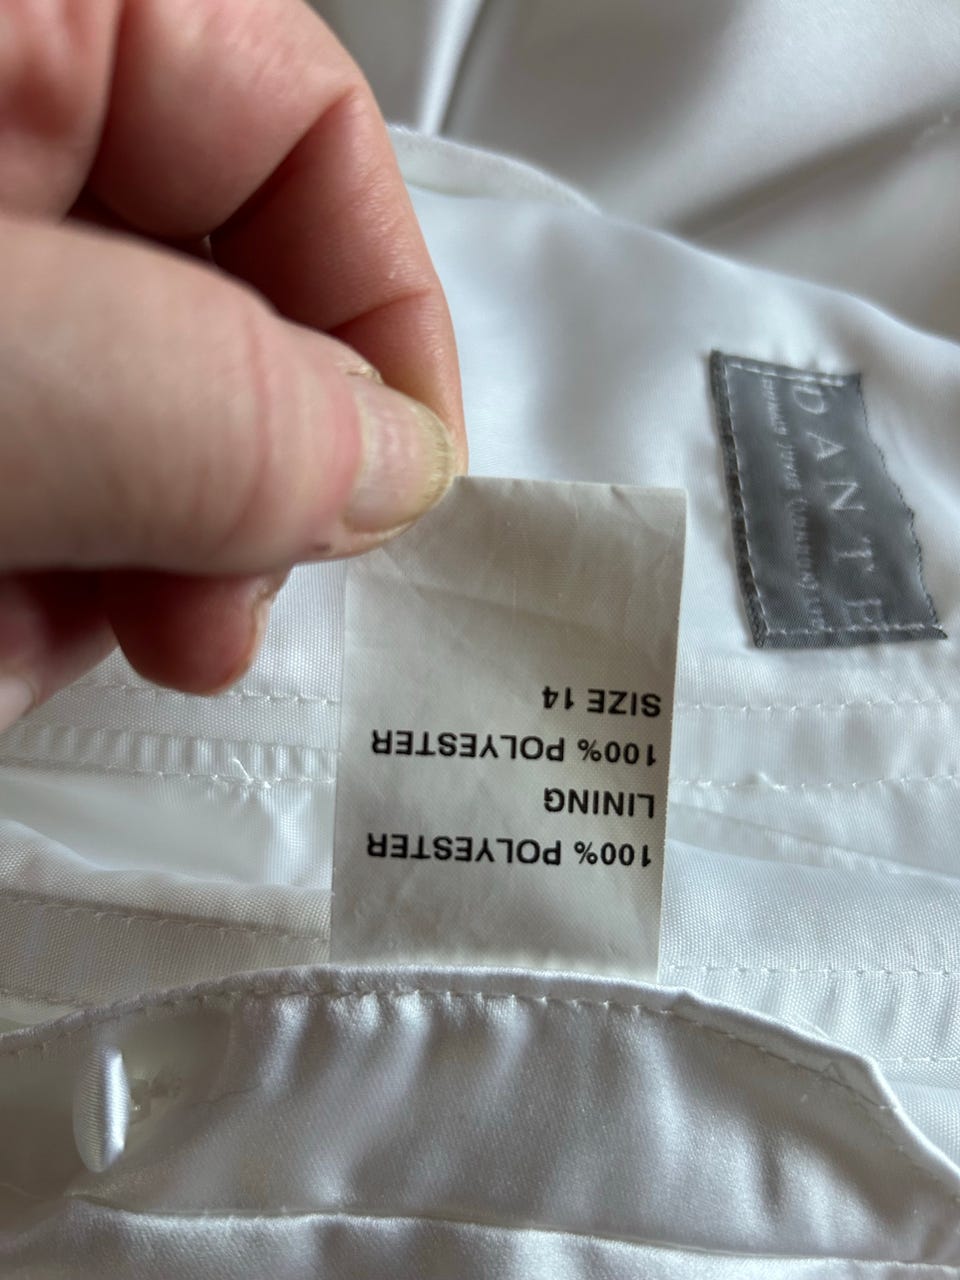 100% POLYESTER
LINING
100% POLYESTER
SIZE 14
DANTE